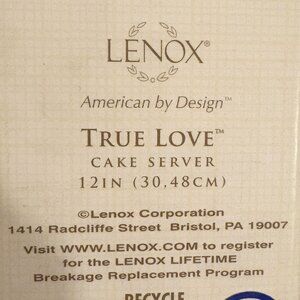 LENOX®
American by Design™
TRUE LOVE™
CAKE SERVER
12IN (30,48CM)
©Lenox Corporation
1414 Radcliffe Street Bristol, PA 19007
Visit WWW.LENOX.COM to register
for the LENOX LIFETIME
Breakage Replacement Program
RECYCLE